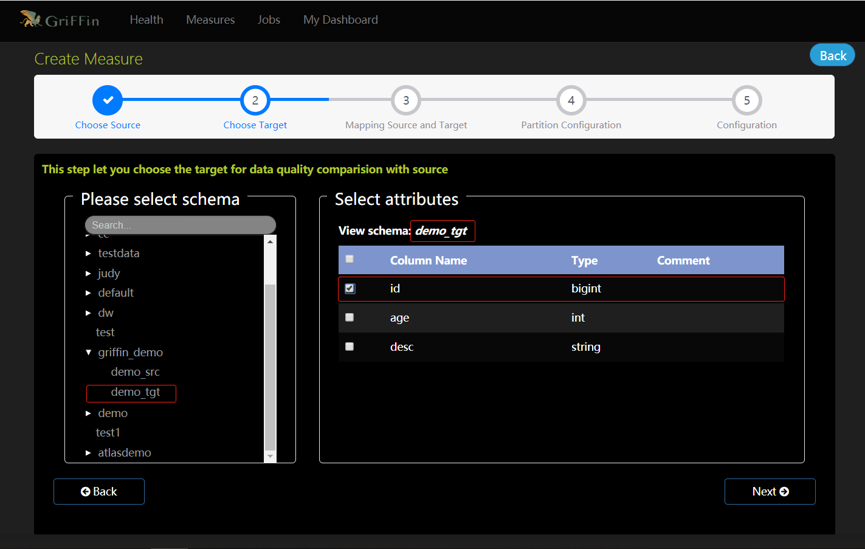 GriFFin Health Measures Jobs My Dashboard
Create Measure
Back
2 3 4 5
Choose Source Choose Target Mapping Source and Target Partition Configuration Configuration
This step let you choose the target for data quality comparision with source
Please select schema
Search...
testdata
judy
default
dw
test
griffin_demo
demo_src
demo_tgt
demo
test1
atlasdemo
Select attributes
View schema: demo_tgt
Column Name Type Comment
id bigint
age int
desc string
Back
Next